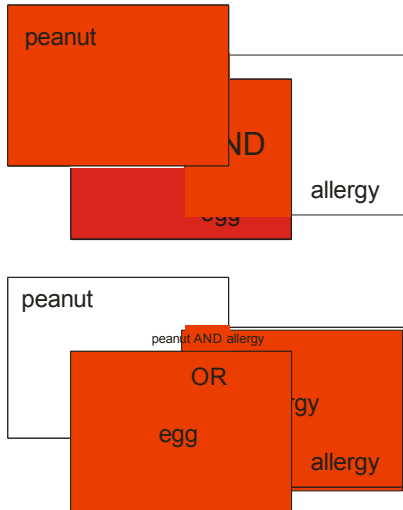 peanut
ND
allergy
egg
peanut
peanut AND allergy
OR
rgy
egg
allergy